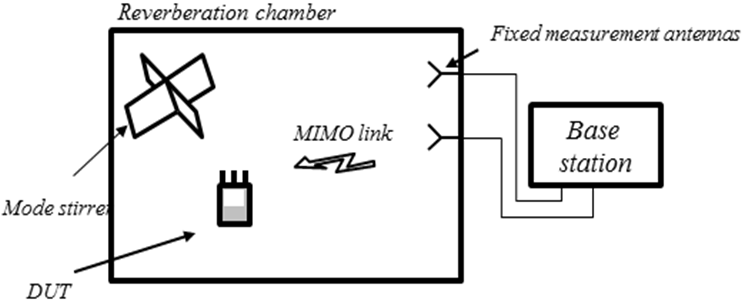 Reverberation chamber
Fixed measurement antennas
MIMO link
Base
station
Mode stirrer
DUT